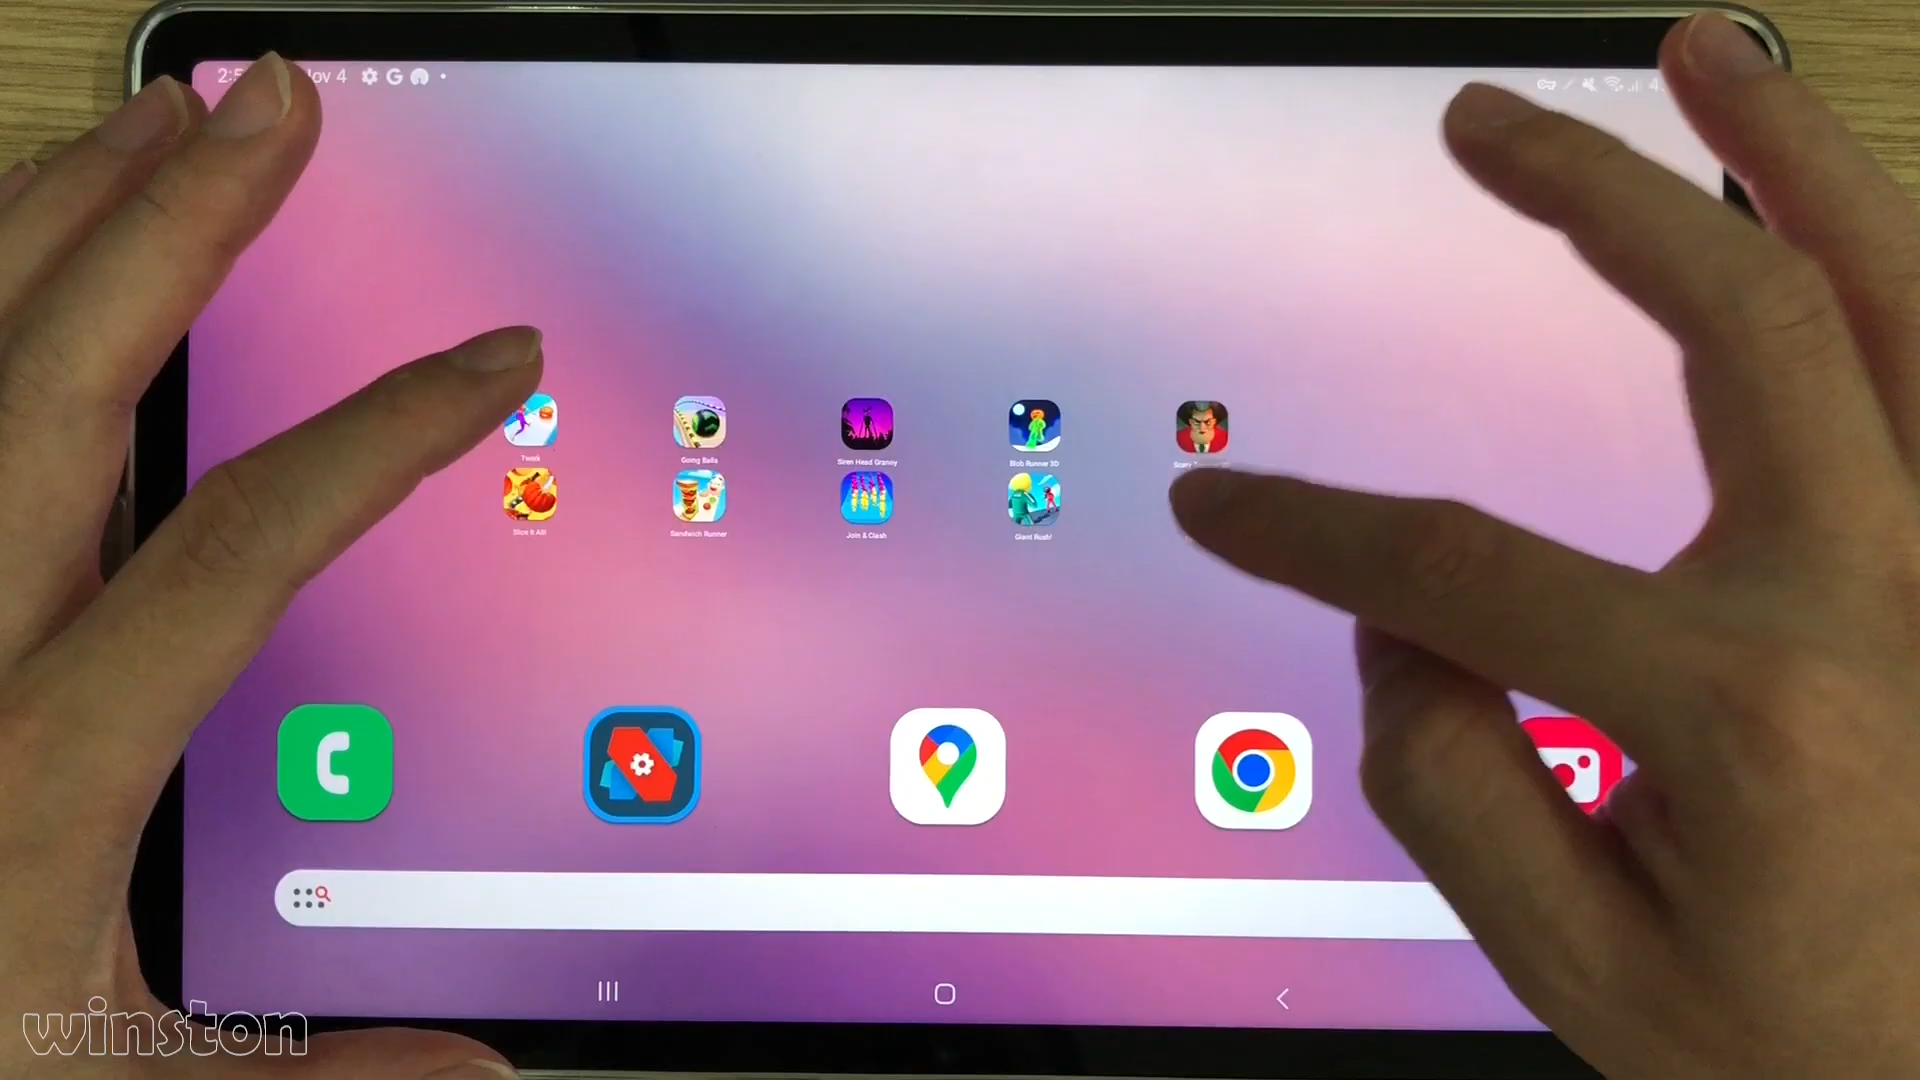 Nov 4
Going Balls
Siren Head Granny
Blob Runner 3D
Slice It All!
Sandwich Runner
Join & Clash
Giant Rush!
winston